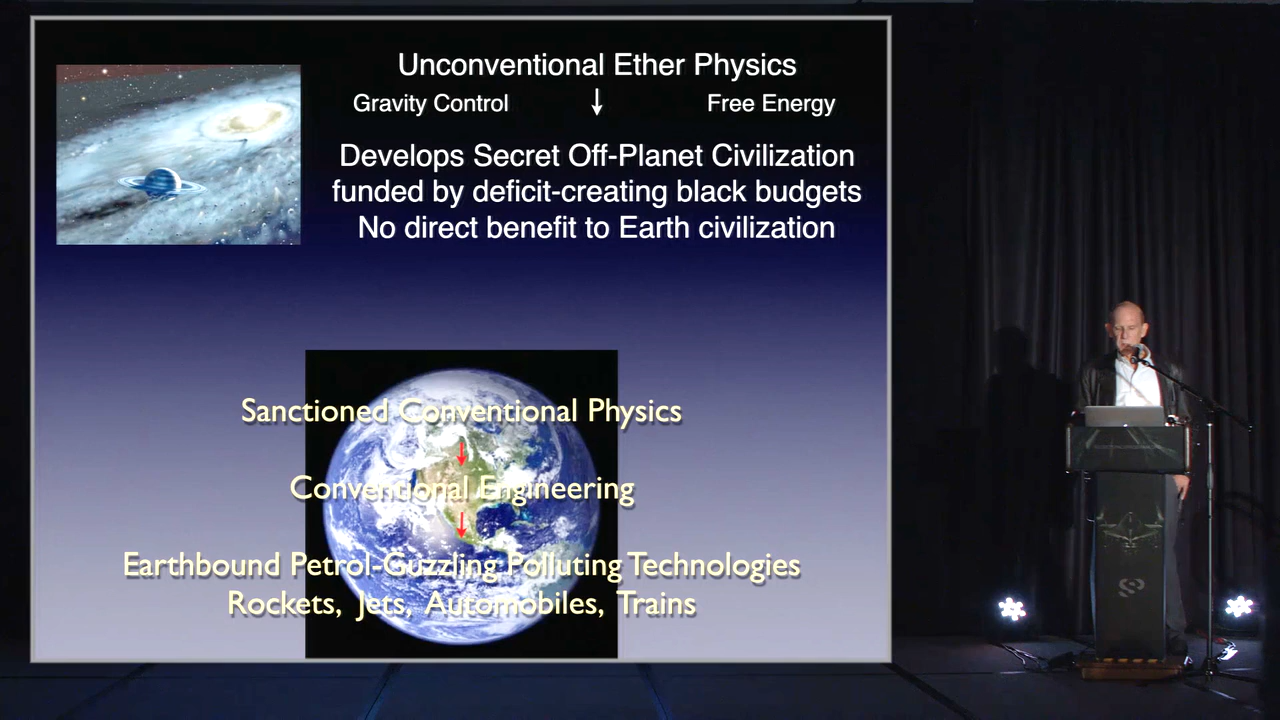 Unconventional Ether Physics
Gravity Control ↓ Free Energy
Develops Secret Off-Planet Civilization
funded by deficit-creating black budgets
No direct benefit to Earth civilization
Sanctioned Conventional Physics
↓
Conventional Engineering
↓
Earthbound Petrol-Guzzling Polluting Technologies
Rockets, Jets, Automobiles, Trains